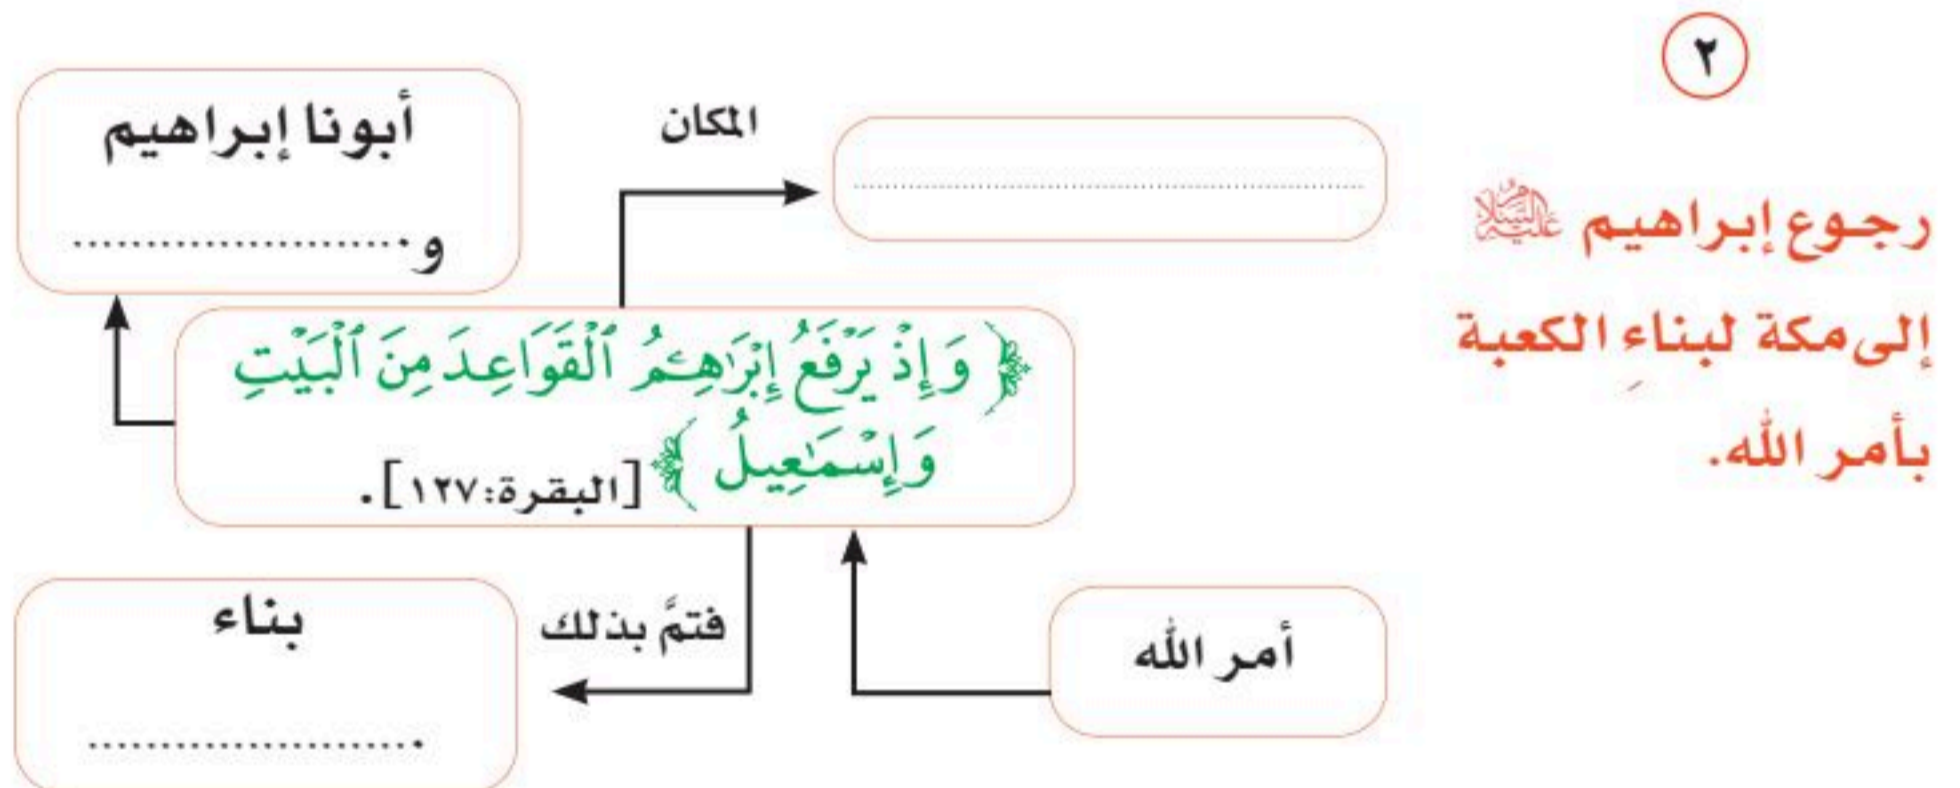 ٢
رجوع إبراهيم عليه السلام
إلى مكة لبناءِ الكعبة
بأمر الله.
المكان
........................................
أبونا إبراهيم
و........................
﴿ وَإِذْ يَرْفَعُ إِبْرَٰهِـۧمُ ٱلْقَوَاعِدَ مِنَ ٱلْبَيْتِ
وَإِسْمَٰعِيلُ ﴾ [البقرة:١٢٧].
أمر الله
فتمَّ بذلك
بناء
........................